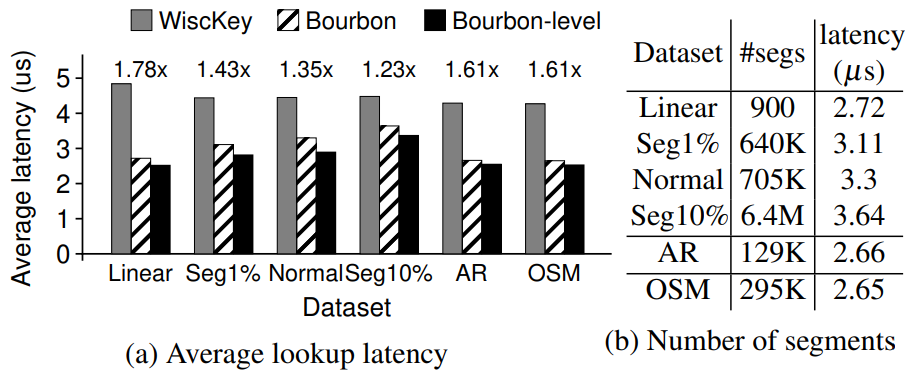 WiscKey Bourbon Bourbon-level
Average latency (us)
5
4
3
2
1
0
1.78x 1.43x 1.35x 1.23x 1.61x 1.61x
Linear Seg1% Normal Seg10% AR OSM
Dataset
(a) Average lookup latency
Dataset #segs latency (μs)
Linear 900 2.72
Seg1% 640K 3.11
Normal 705K 3.3
Seg10% 6.4M 3.64
AR 129K 2.66
OSM 295K 2.65
(b) Number of segments